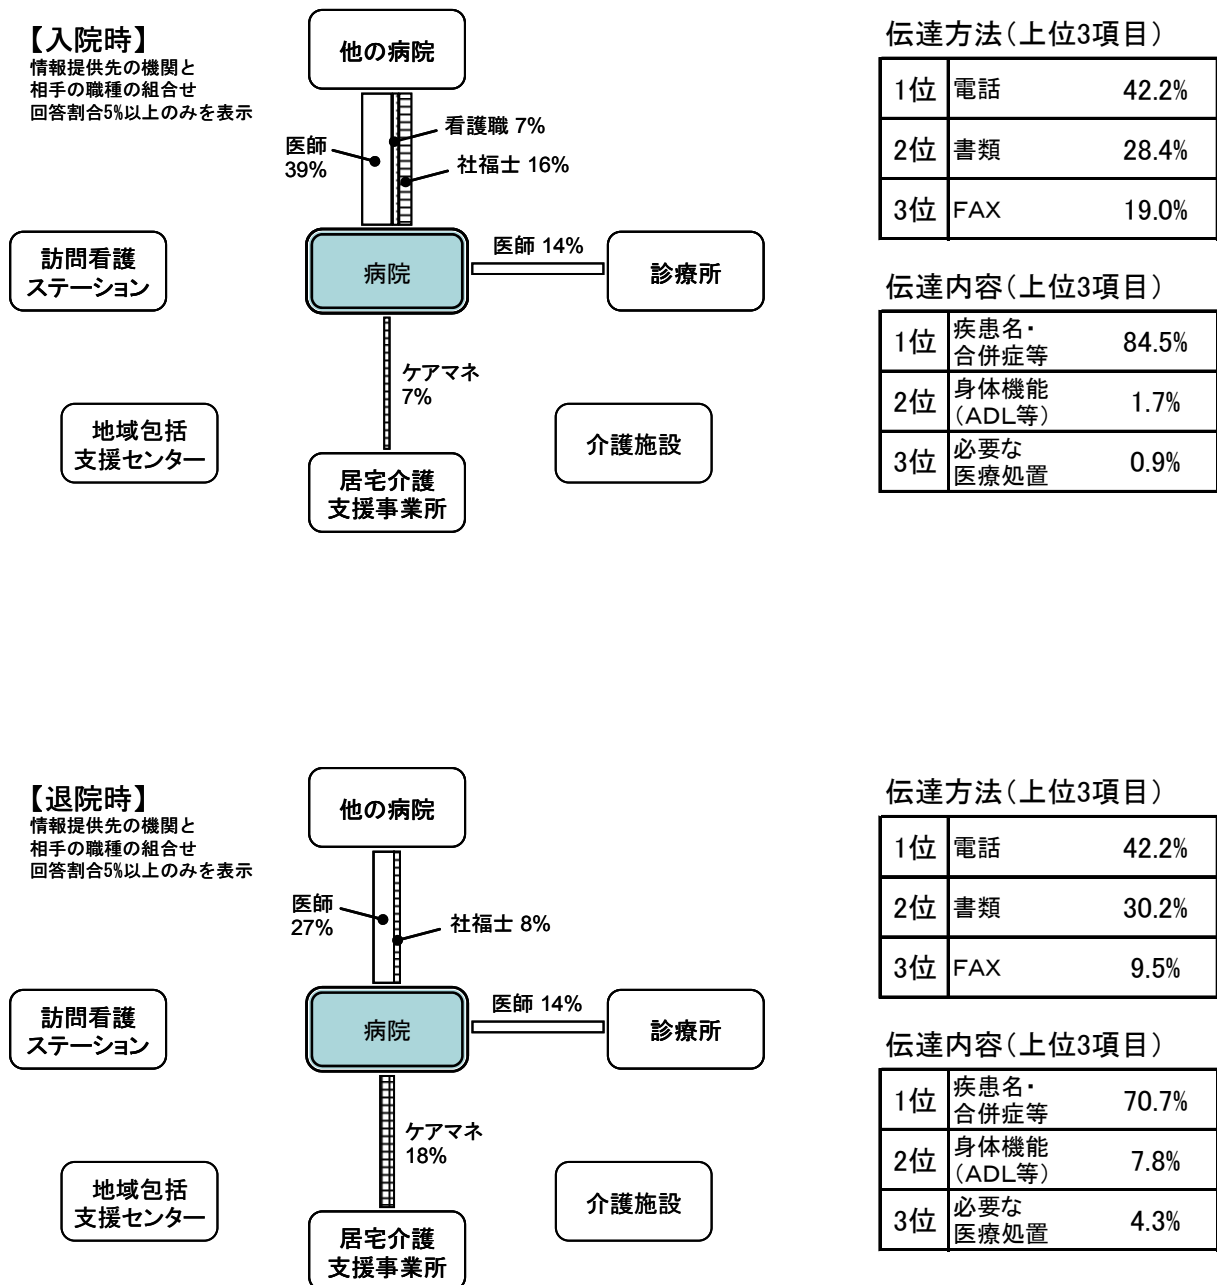 【入院時】
情報提供先の機関と
相手の職種の組合せ
回答割合5%以上のみを表示
他の病院
医師
39%
看護職 7%
社福士 16%
訪問看護
ステーション
病院
医師 14%
診療所
ケアマネ
7%
地域包括
支援センター
居宅介護
支援事業所
介護施設
伝達方法(上位3項目)
1位 電話 42.2%
2位 書類 28.4%
3位 FAX 19.0%
伝達内容(上位3項目)
1位 疾患名・
合併症等 84.5%
2位 身体機能
(ADL等) 1.7%
3位 必要な
医療処置 0.9%
【退院時】
情報提供先の機関と
相手の職種の組合せ
回答割合5%以上のみを表示
他の病院
医師
27%
社福士 8%
訪問看護
ステーション
病院
医師 14%
診療所
ケアマネ
18%
地域包括
支援センター
居宅介護
支援事業所
介護施設
伝達方法(上位3項目)
1位 電話 42.2%
2位 書類 30.2%
3位 FAX 9.5%
伝達内容(上位3項目)
1位 疾患名・
合併症等 70.7%
2位 身体機能
(ADL等) 7.8%
3位 必要な
医療処置 4.3%